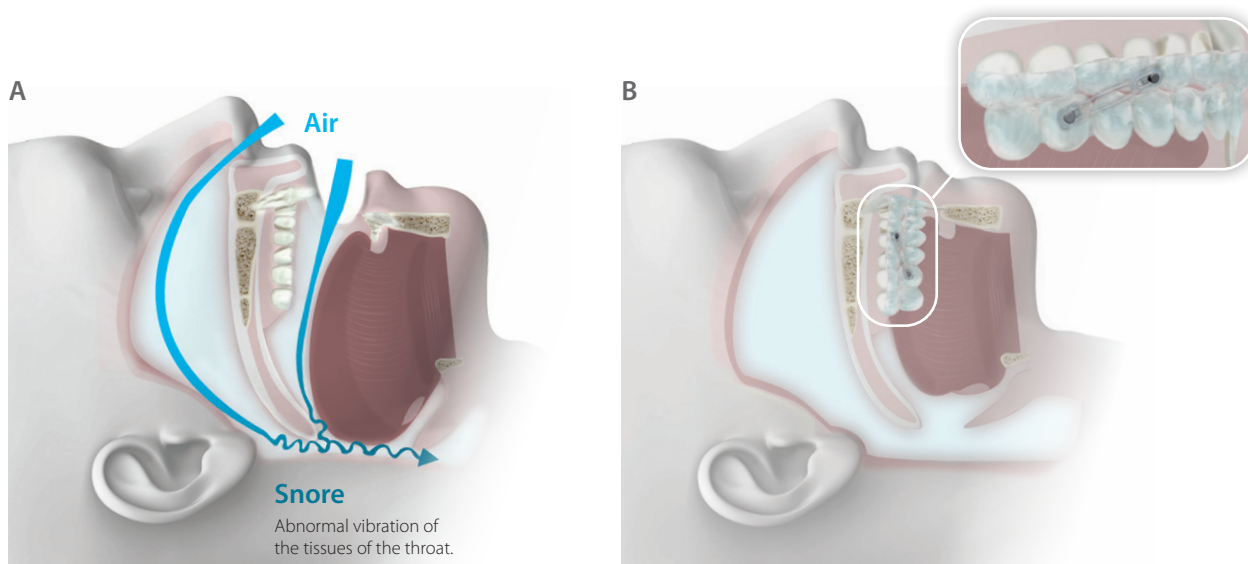 A
Air
Snore
Abnormal vibration of
the tissues of the throat.
B